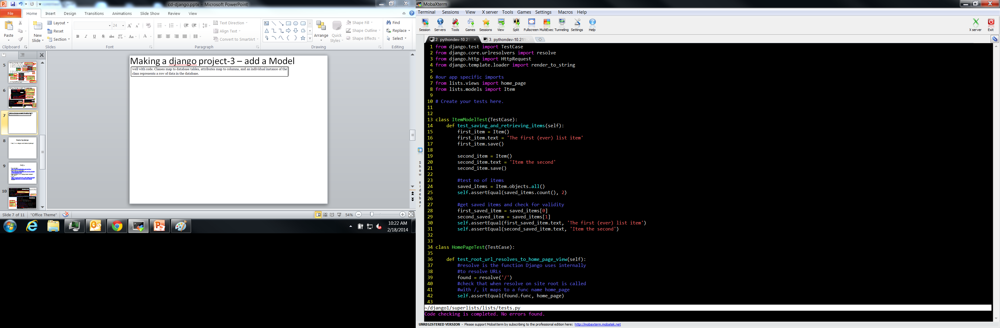 cd-django.pptx - Microsoft PowerPoint
File Home Insert Design Transitions Animations Slide Show Review View
Paste
New Slide
Layout
Reset
Section
24
Text Direction
Align Text
Convert to SmartArt
Arrange
Quick Styles
Shape Fill
Shape Outline
Shape Effects
Find
Replace
Select
Clipboard Slides Font Paragraph Drawing Editing
5
6
7
8
Deploying django
9
FAQ's
10
Making a django project-3 – add a Model
well with code. Classes map to database tables, attributes map to columns, and an individual instance of the
class represents a row of data in the database.
Slide 7 of 11 "Office Theme" 54%
10:22 AM
2/18/2014
MobaXterm
Terminal Sessions View X server Tools Games Settings Macros Help
Session Servers Tools Games Sessions View Split Fullscreen MultiExec Tunneling Settings Help X server Exit
2. pythondev-10.21 3. pythondev-10.211
Show sidebar
1 from django.test import TestCase
2 from django.core.urlresolvers import resolve
3 from django.http import HttpRequest
4 from django.template.loader import render_to_string
5
6 #our app specific imports
7 from lists.views import home_page
8 from lists.models import Item
9
10 # Create your tests here.
11
12
13 class ItemModelTest(TestCase):
14     def test_saving_and_retrieving_items(self):
15         first_item = Item()
16         first_item.text = 'The first (ever) list item'
17         first_item.save()
18
19         second_item = Item()
20         second_item.text = 'Item the second'
21         second_item.save()
22
23         #test no of items
24         saved_items = Item.objects.all()
25         self.assertEqual(saved_items.count(), 2)
26
27         #get saved items and check for validity
28         first_saved_item = saved_items[0]
29         second_saved_item = saved_items[1]
30         self.assertEqual(first_saved_item.text, 'The first (ever) list item')
31         self.assertEqual(second_saved_item.text, 'Item the second')
32
33
34 class HomePageTest(TestCase):
35
36     def test_root_url_resolves_to_home_page_view(self):
37         #resolve is the function Django uses internally
38         #to resolve URLs
39         found = resolve('/')
40         #check that when resolve on site root is called
41         #with /, it maps to a func name home_page
42         self.assertEqual(found.func, home_page)
43
~/django1/superlists/lists/tests.py
Code checking is completed. No errors found.
UNREGISTERED VERSION - Please support MobaXterm by subscribing to the professional edition here: http://mobaxterm.mobatek.net